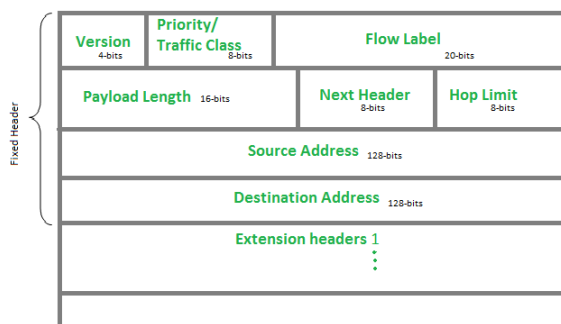 Version
4-bits
Priority/
Traffic Class
8-bits
Flow Label
20-bits
Payload Length 16-bits
Next Header
8-bits
Hop Limit
8-bits
Source Address 128-bits
Destination Address 128-bits
Extension headers 1
Fixed Header